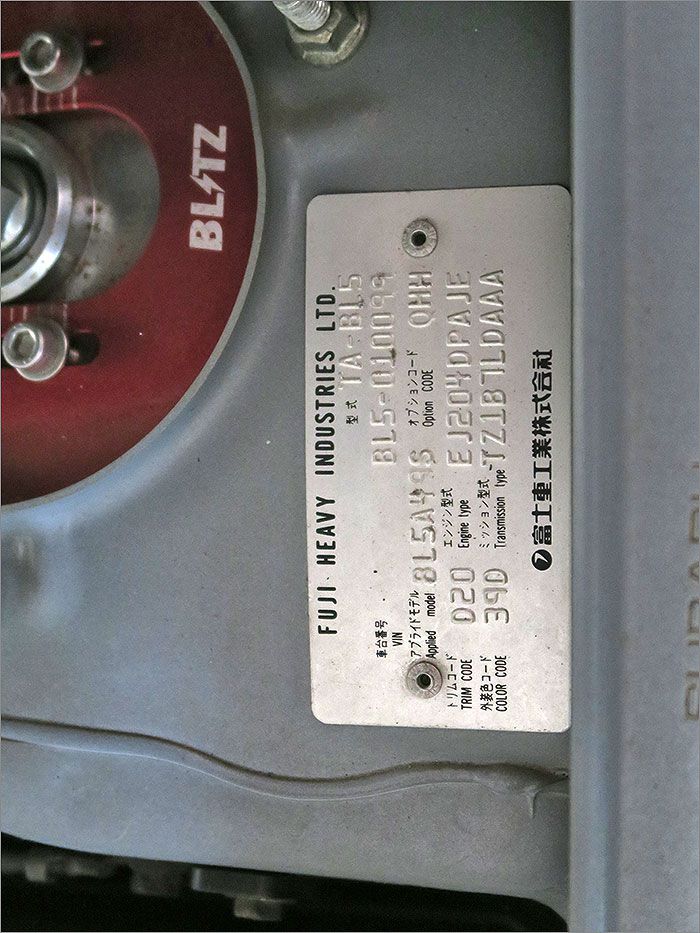 BLITZ
FUJI HEAVY INDUSTRIES LTD.
型式 TA-BL5
車台番号
VIN BL5-010099
アプライドモデル
Applied model BL5A49S
オプションコード
Option CODE QHH
トリムコード
TRIM CODE D20
エンジン型式
Engine type EJ204DPAJE
外装色コード
COLOR CODE 39D
ミッション型式
Transmission type TZ1B7LDAAA
富士重工業株式会社